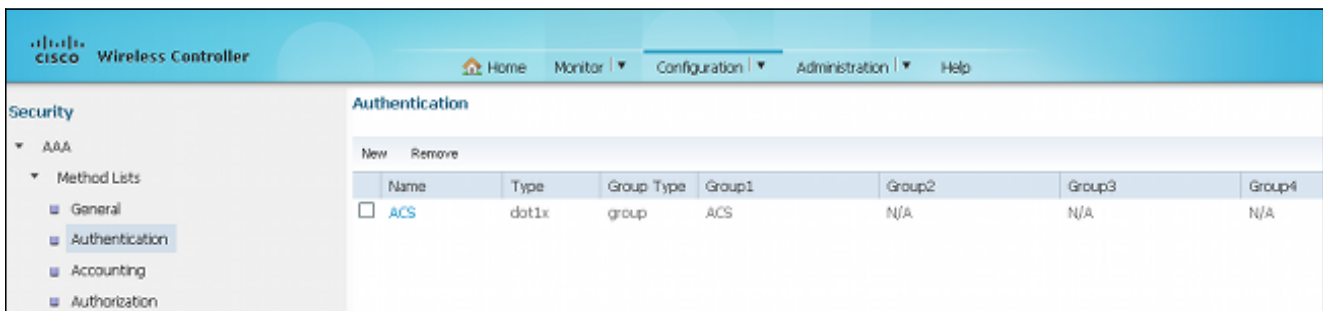 CISCO Wireless Controller
Home Monitor Configuration Administration Help
Security
AAA
Method Lists
General
Authentication
Accounting
Authorization
Authentication
New Remove
Name Type Group Type Group1 Group2 Group3 Group4
ACS dot1x group ACS N/A N/A N/A